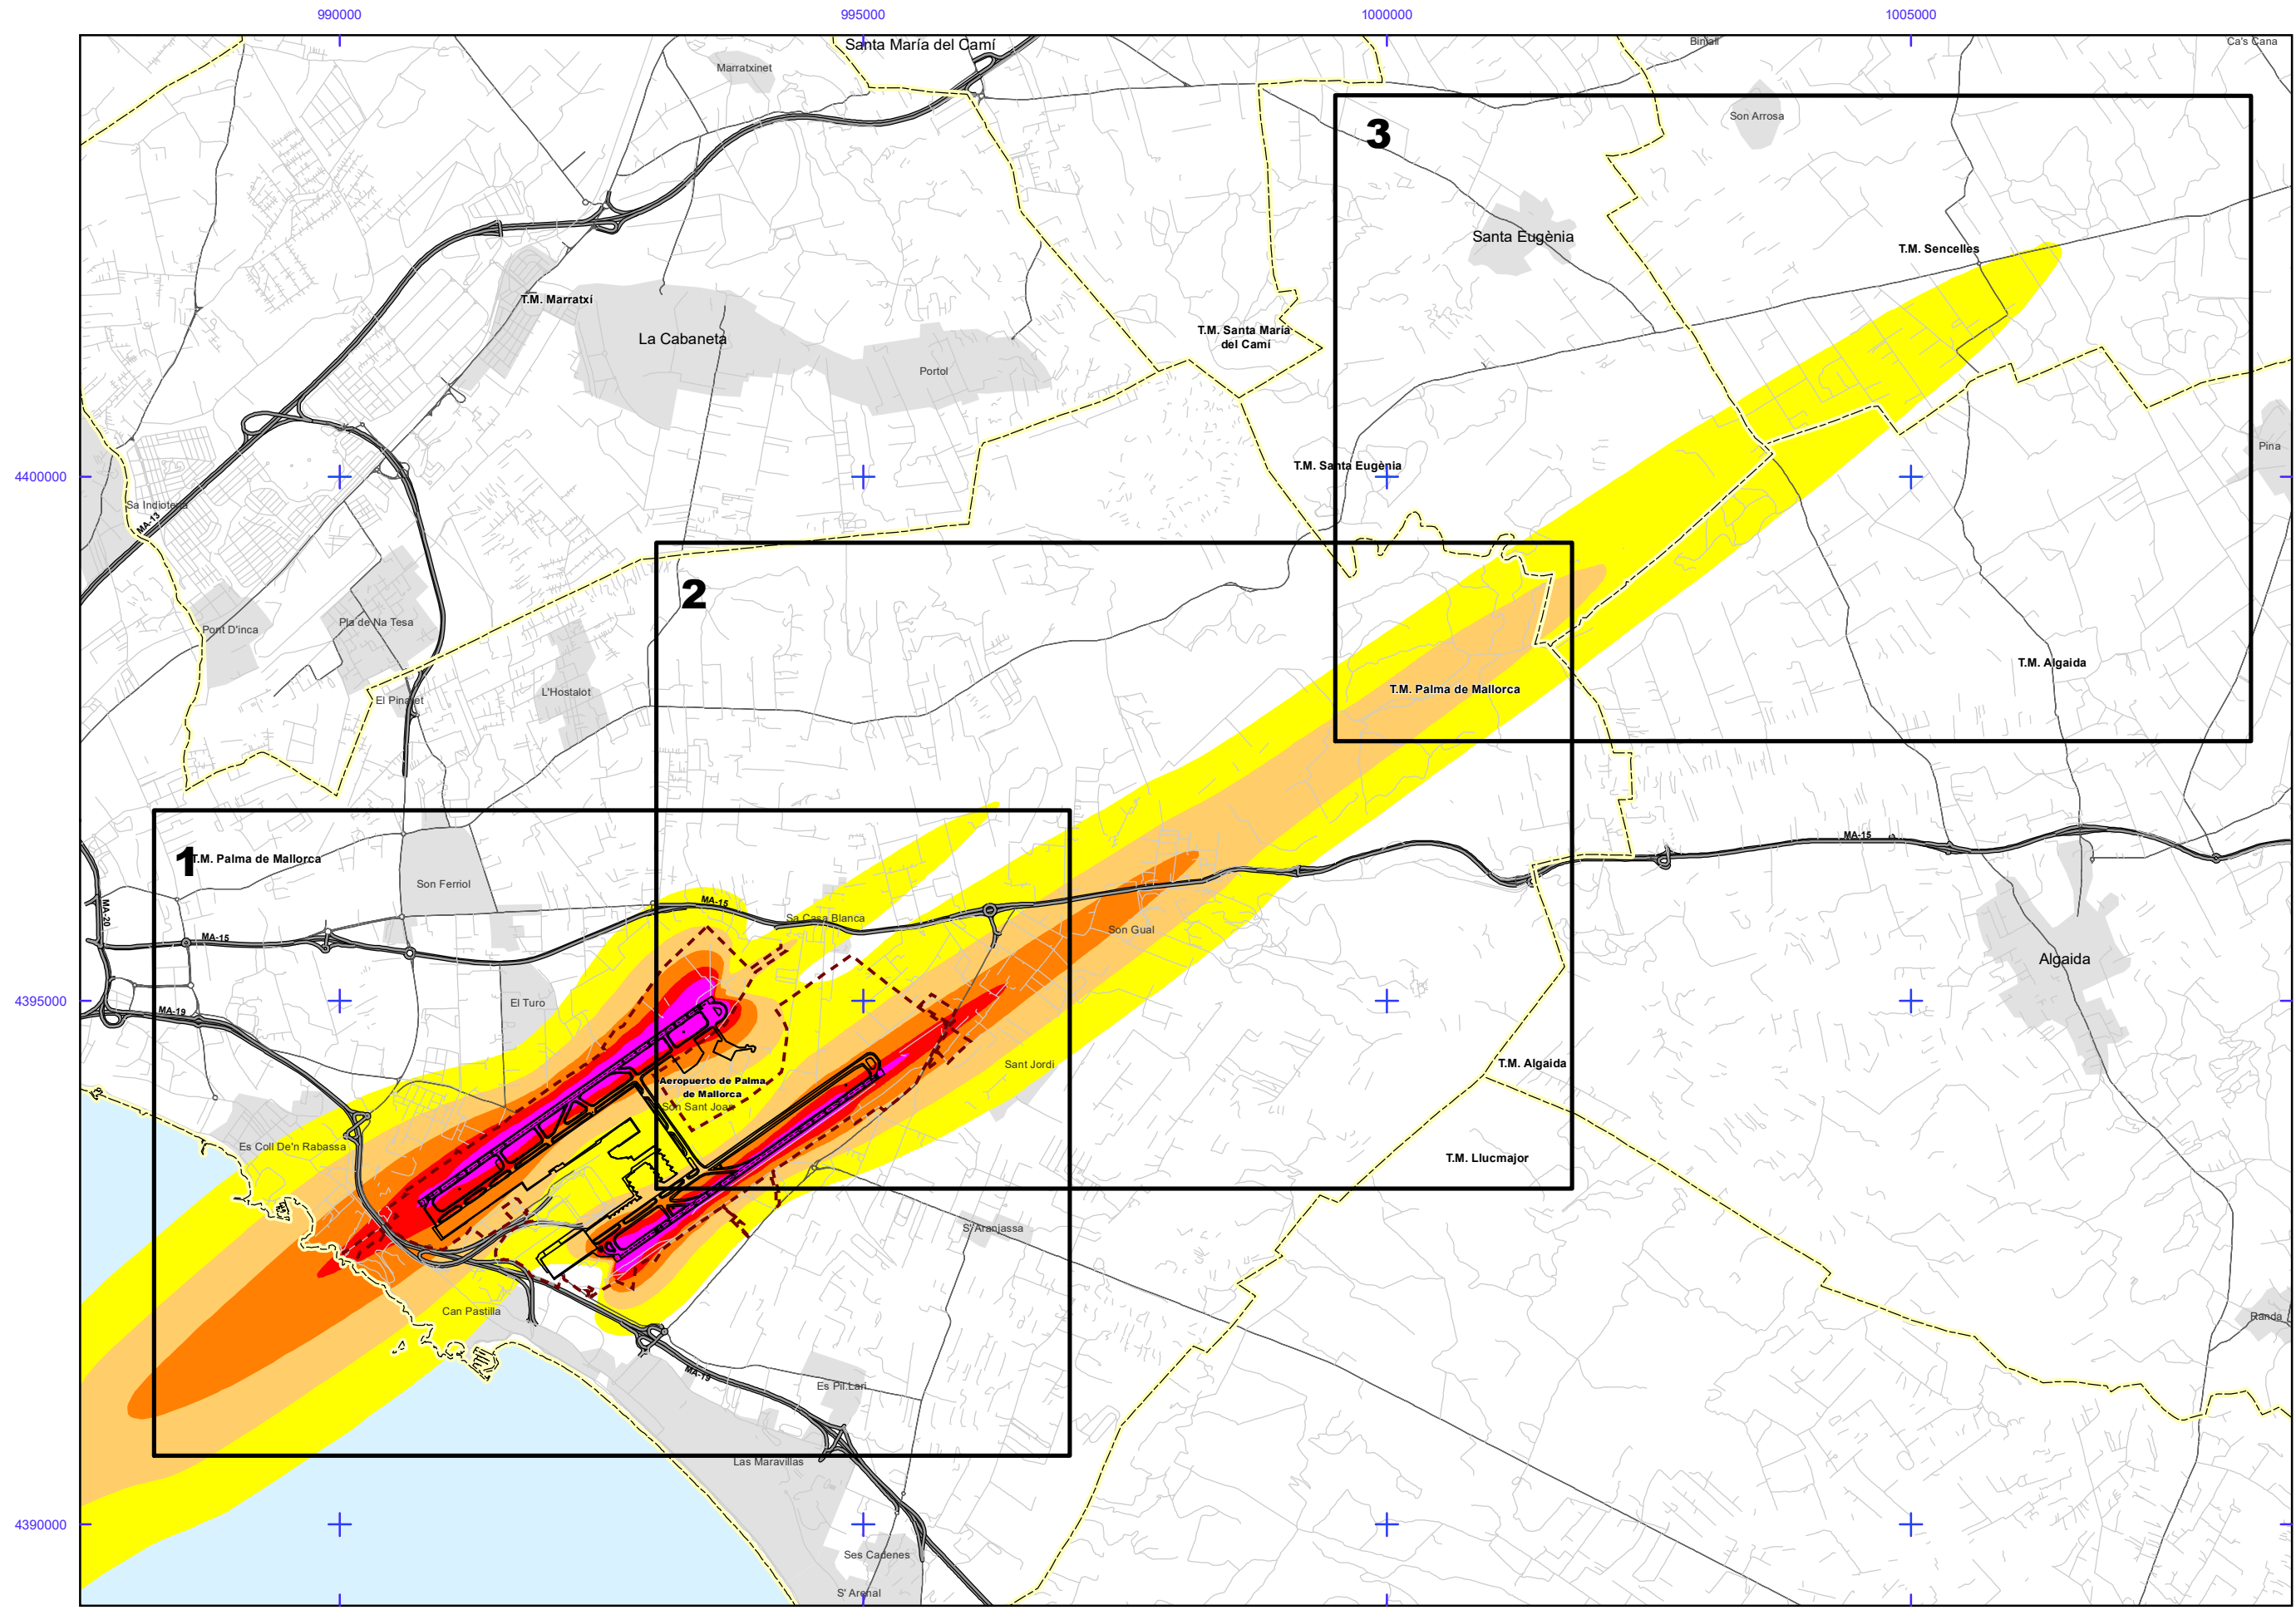 990000
995000
1000000
1005000
Santa María del Camí
Biniali
Ca's Cana
Marratxinet
Son Arrosa
3
Santa Eugènia
T.M. Sencelles
T.M. Marratxí
La Cabaneta
T.M. Santa María
del Camí
Portol
Pina
T.M. Santa Eugènia
4400000
Sa Indioteria
MA-13
2
Pont D'inca
Pla de Na Tesa
T.M. Algaida
T.M. Palma de Mallorca
L'Hostalot
El Pinaret
MA-15
1
T.M. Palma de Mallorca
Son Ferriol
MA-20
MA-15
Sa Casa Blanca
Son Gual
MA-15
Algaida
4395000
El Turo
MA-19
Sant Jordi
T.M. Algaida
Aeropuerto de Palma
de Mallorca
Son Sant Joan
Es Coll De'n Rabassa
T.M. Llucmajor
S'Aranjassa
Can Pastilla
Randa
MA-19
Es Pil.Lari
Las Maravillas
4390000
Ses Cadenes
S' Arenal